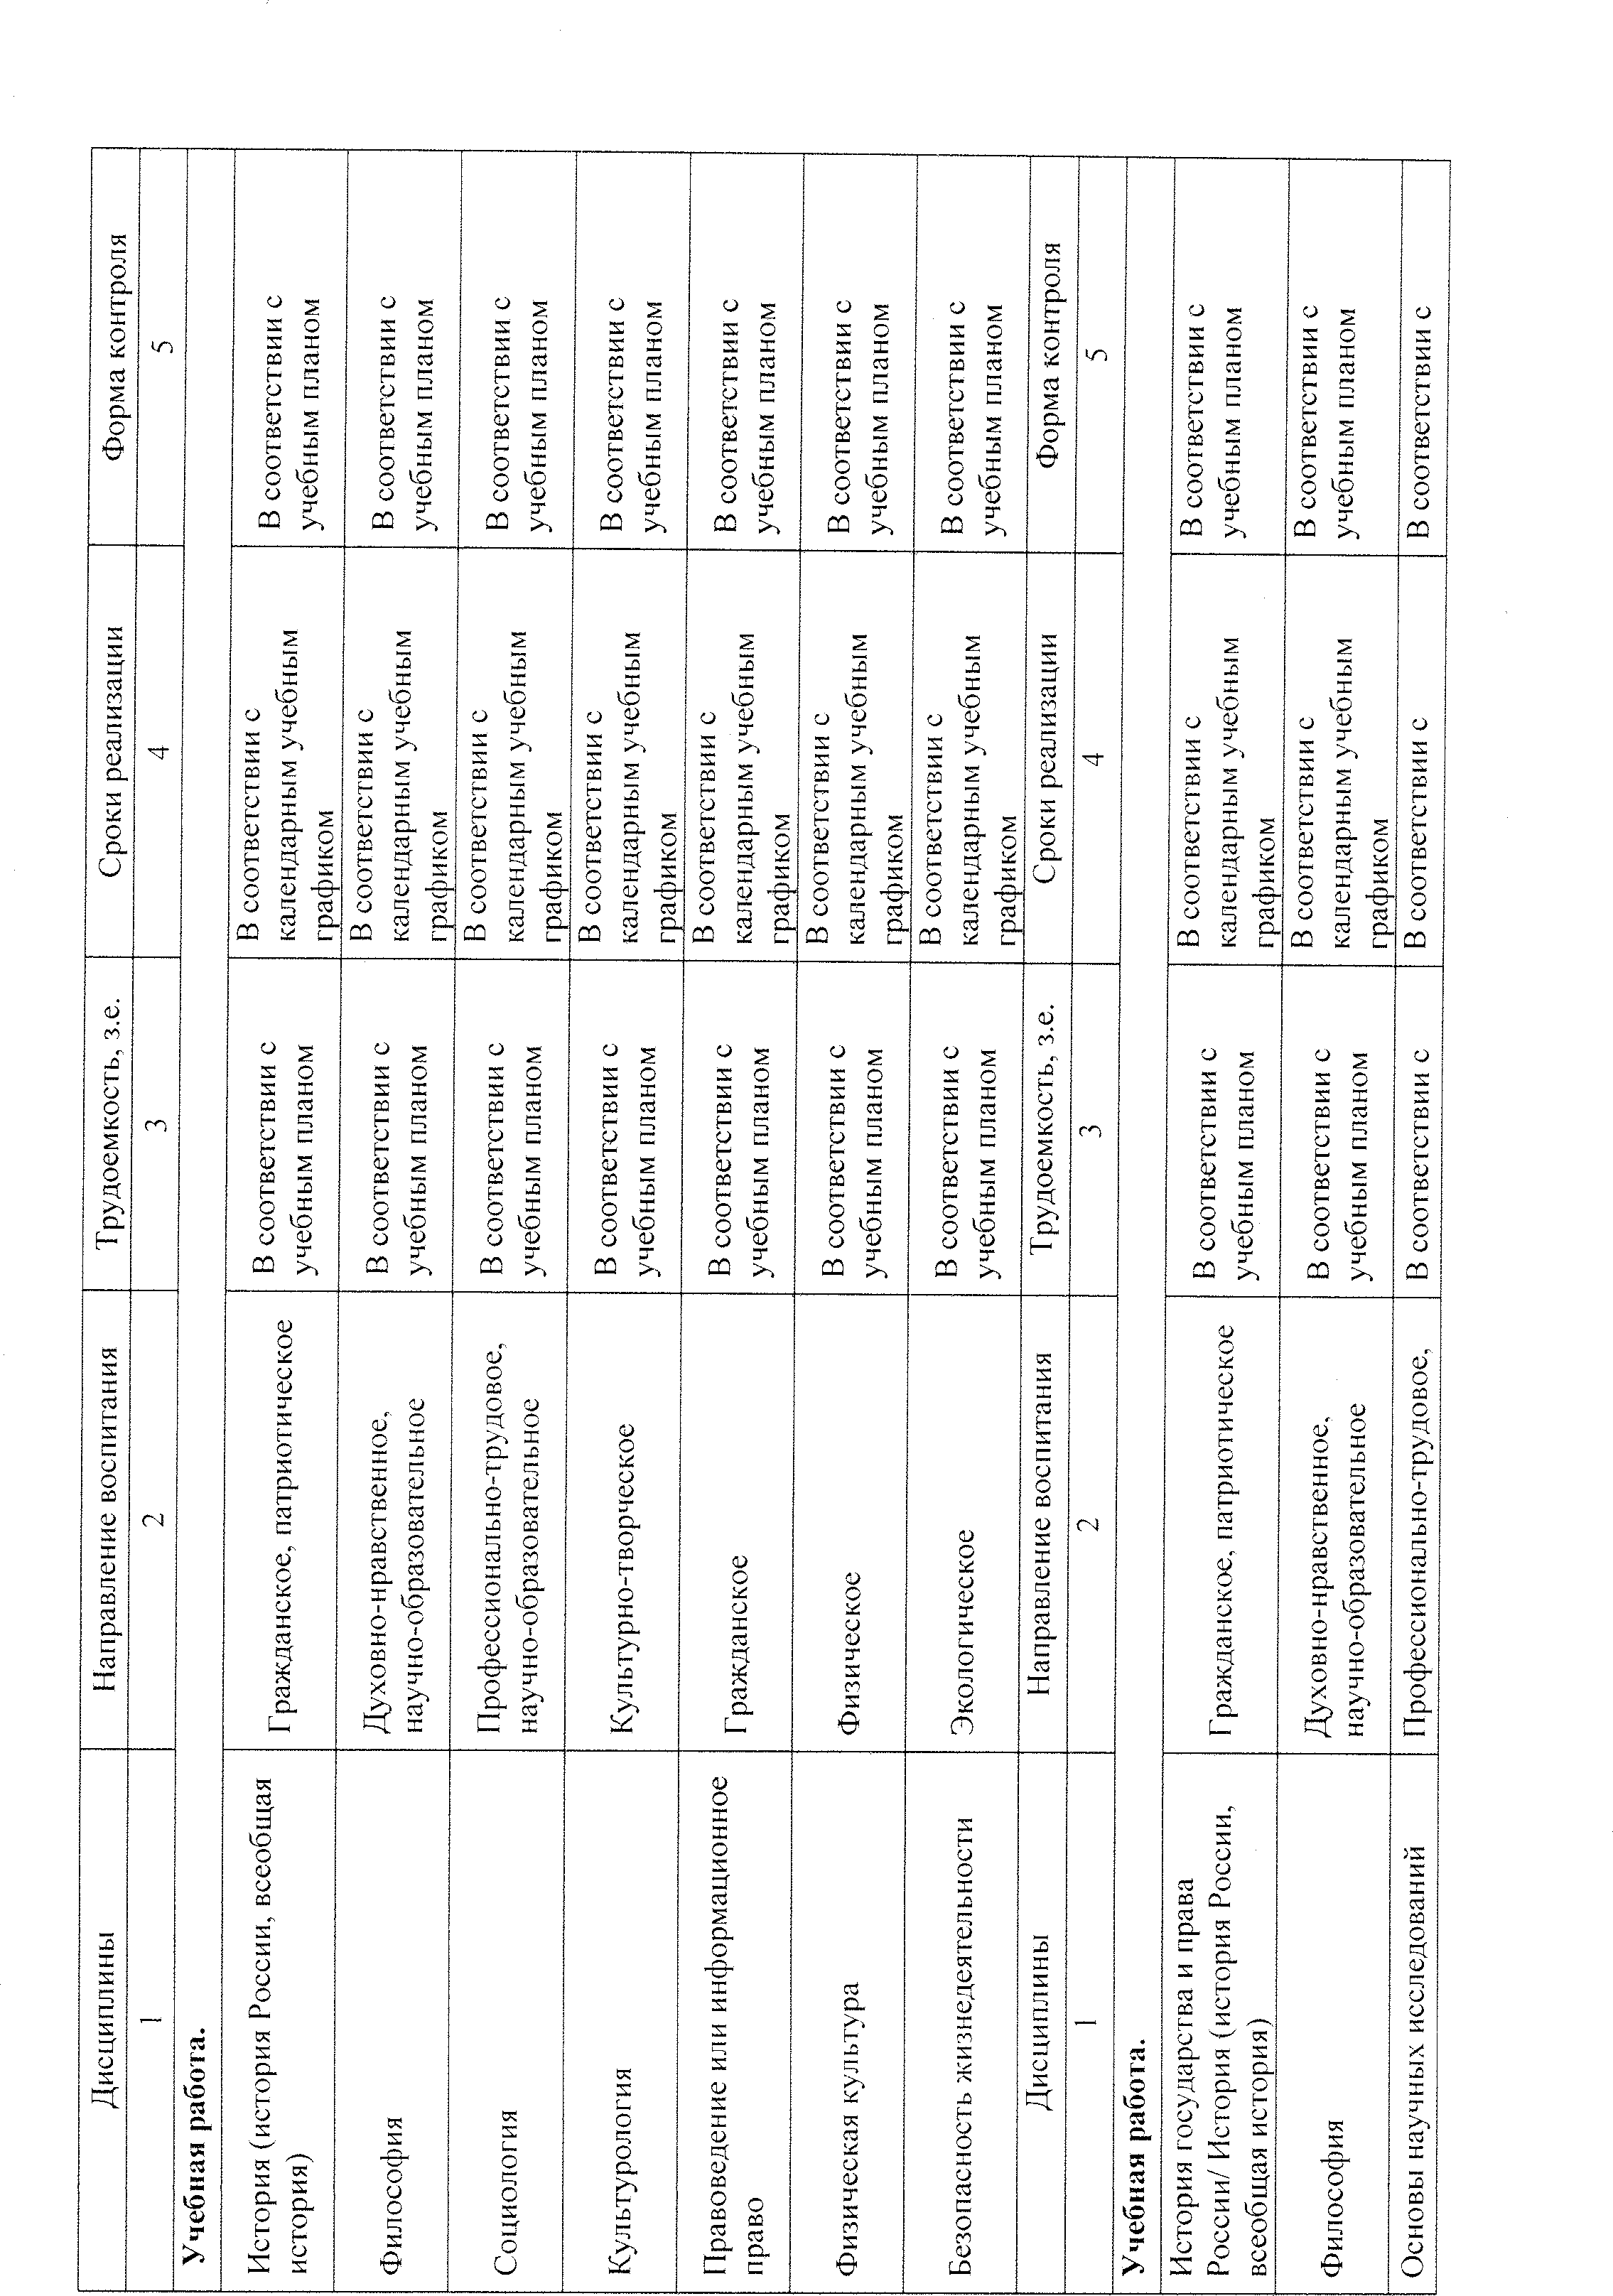 Дисциплины
Направление воспитания
Трудоемкость, з.е.
Сроки реализации
Форма контроля
1
2
3
4
5
Учебная работа.
История (история России, всеобщая
история)
Гражданское, патриотическое
В соответствии с
учебным планом
В соответствии с
календарным учебным
графиком
В соответствии с
учебным планом
Философия
Духовно-нравственное,
научно-образовательное
В соответствии с
учебным планом
В соответствии с
календарным учебным
графиком
В соответствии с
учебным планом
Социология
Профессионально-трудовое,
научно-образовательное
В соответствии с
учебным планом
В соответствии с
календарным учебным
графиком
В соответствии с
учебным планом
Культурология
Культурно-творческое
В соответствии с
учебным планом
В соответствии с
календарным учебным
графиком
В соответствии с
учебным планом
Правоведение или информационное
право
Гражданское
В соответствии с
учебным планом
В соответствии с
календарным учебным
графиком
В соответствии с
учебным планом
Физическая культура
Физическое
В соответствии с
учебным планом
В соответствии с
календарным учебным
графиком
В соответствии с
учебным планом
Безопасность жизнедеятельности
Экологическое
В соответствии с
учебным планом
В соответствии с
календарным учебным
графиком
В соответствии с
учебным планом
Дисциплины
Направление воспитания
Трудоемкость, з.е.
Сроки реализации
Форма контроля
1
2
3
4
5
Учебная работа.
История государства и права
России/ История (история России,
всеобщая история)
Гражданское, патриотическое
В соответствии с
учебным планом
В соответствии с
календарным учебным
графиком
В соответствии с
учебным планом
Философия
Духовно-нравственное,
научно-образовательное
В соответствии с
учебным планом
В соответствии с
календарным учебным
графиком
В соответствии с
учебным планом
Основы научных исследований
Профессионально-трудовое,
В соответствии с
В соответствии с
В соответствии с